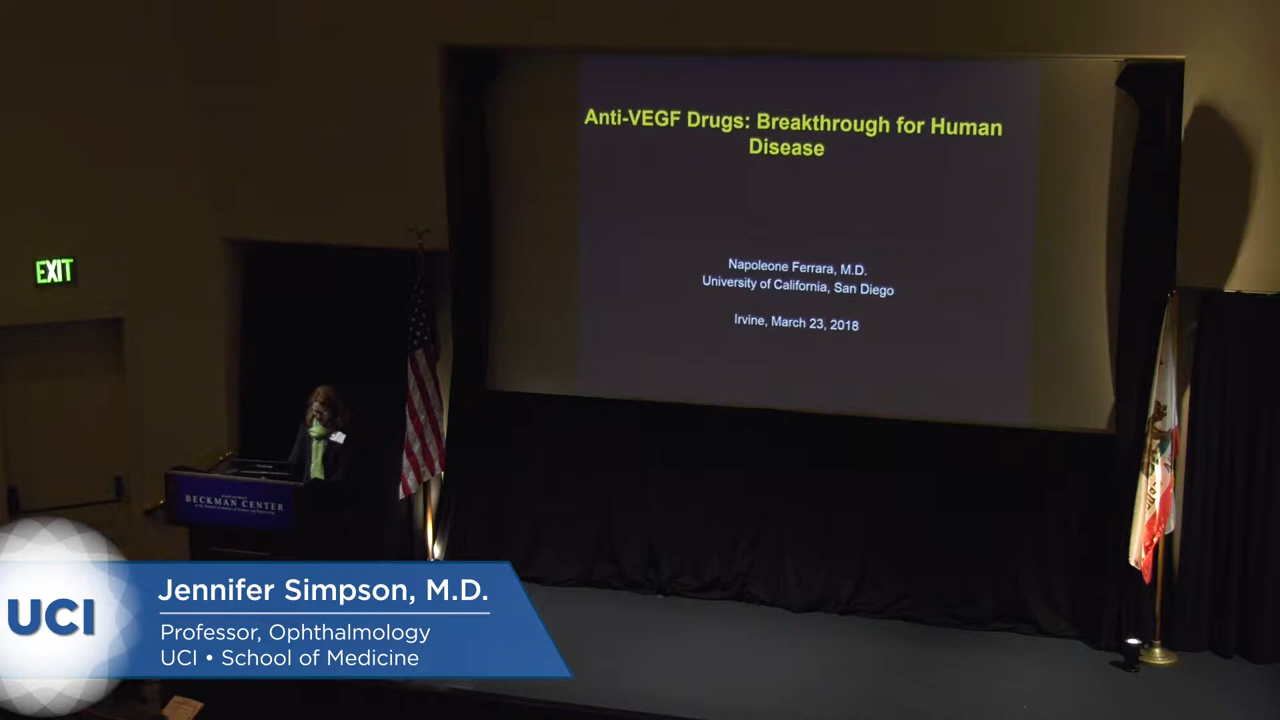 Anti-VEGF Drugs: Breakthrough for Human
Disease
Napoleone Ferrara, M.D.
University of California, San Diego
Irvine, March 23, 2018
EXIT
BECKMAN CENTER
Jennifer Simpson, M.D.
UCI
Professor, Ophthalmology
UCI • School of Medicine